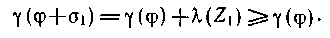 γ(φ+σ₁) = γ(φ) + λ(Z₁) ⩾ γ(φ).